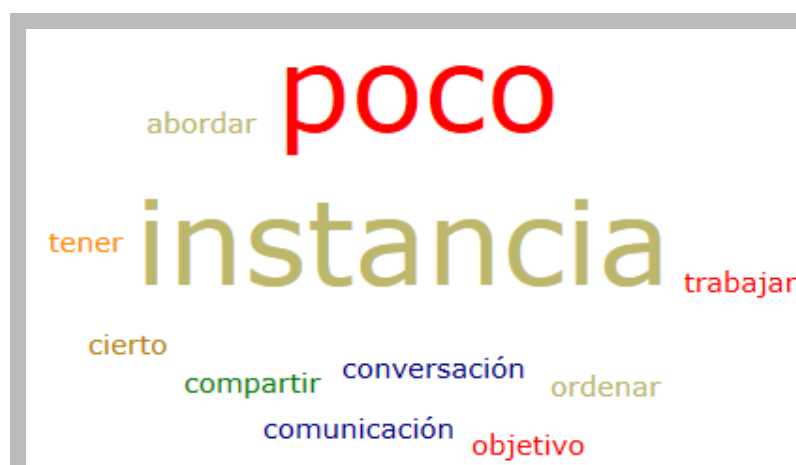 poco
abordar
instancia
tener
trabajar
cierto
conversación
compartir
ordenar
comunicación
objetivo